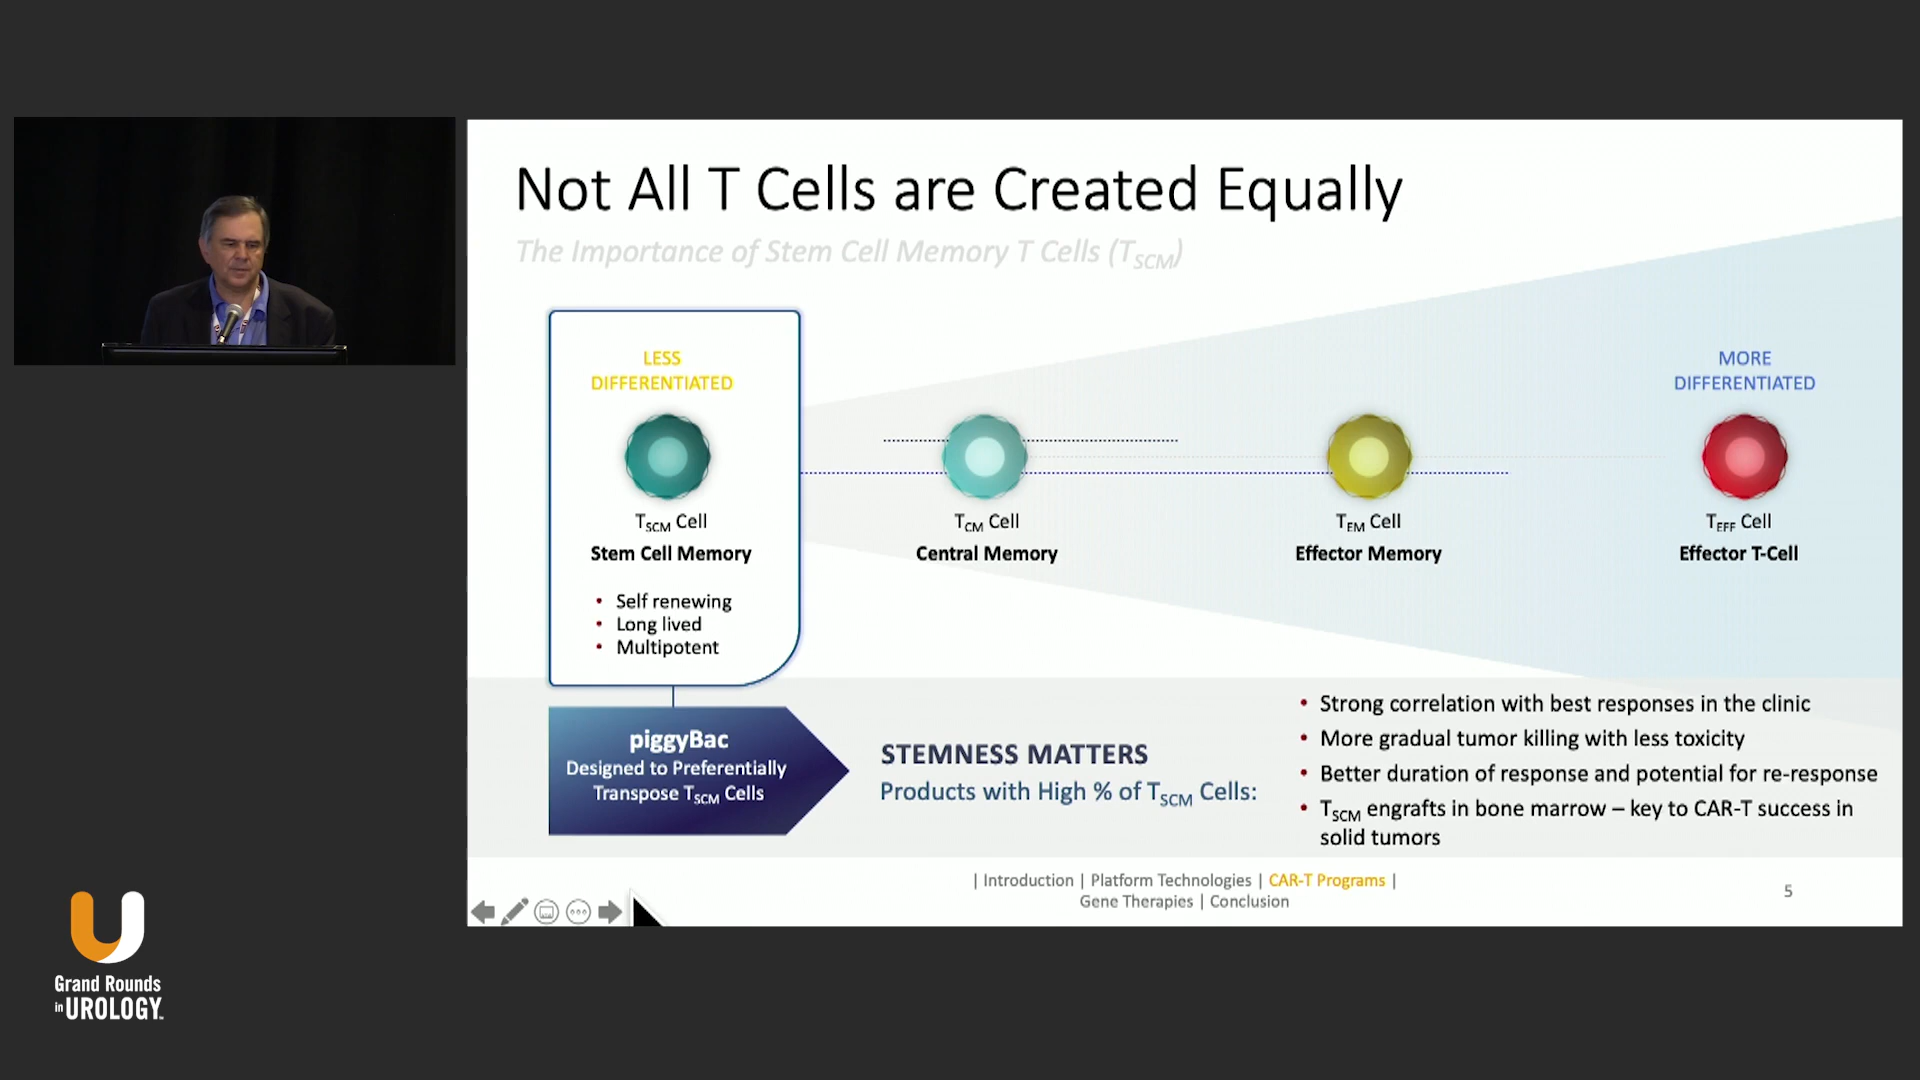 Not All T Cells are Created Equally
The Importance of Stem Cell Memory T Cells (TSCM)
LESS
DIFFERENTIATED
MORE
DIFFERENTIATED
TSCM Cell
Stem Cell Memory
TCM Cell
Central Memory
TEM Cell
Effector Memory
TEFF Cell
Effector T-Cell
• Self renewing
• Long lived
• Multipotent
piggyBac
Designed to Preferentially
Transpose TSCM Cells
STEMNESS MATTERS
Products with High % of TSCM Cells:
• Strong correlation with best responses in the clinic
• More gradual tumor killing with less toxicity
• Better duration of response and potential for re-response
• TSCM engrafts in bone marrow – key to CAR-T success in
solid tumors
| Introduction | Platform Technologies | CAR-T Programs |
Gene Therapies | Conclusion
5
Grand Rounds
in UROLOGY